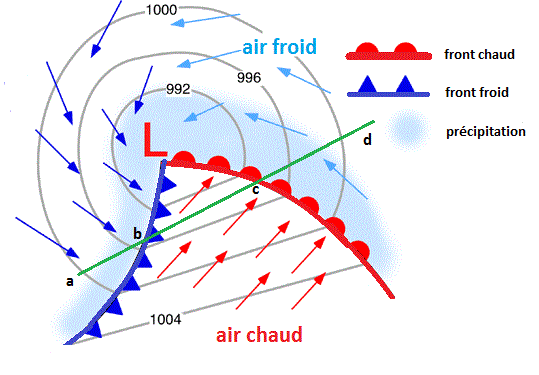 1000
air froid
996
992
front chaud
front froid
précipitation
L
d
c
b
a
1004
air chaud